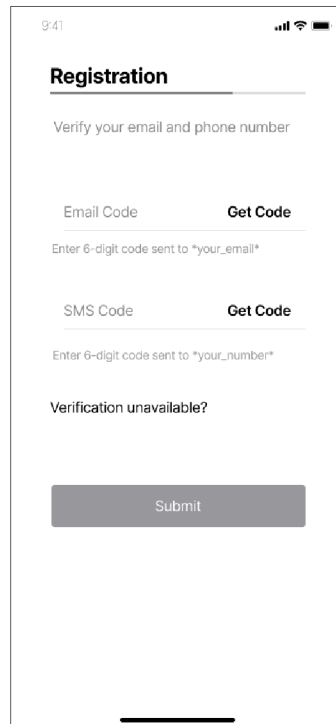 9:41
Registration
Verify your email and phone number
Email Code Get Code
Enter 6-digit code sent to *your_email*
SMS Code Get Code
Enter 6-digit code sent to *your_number*
Verification unavailable?
Submit